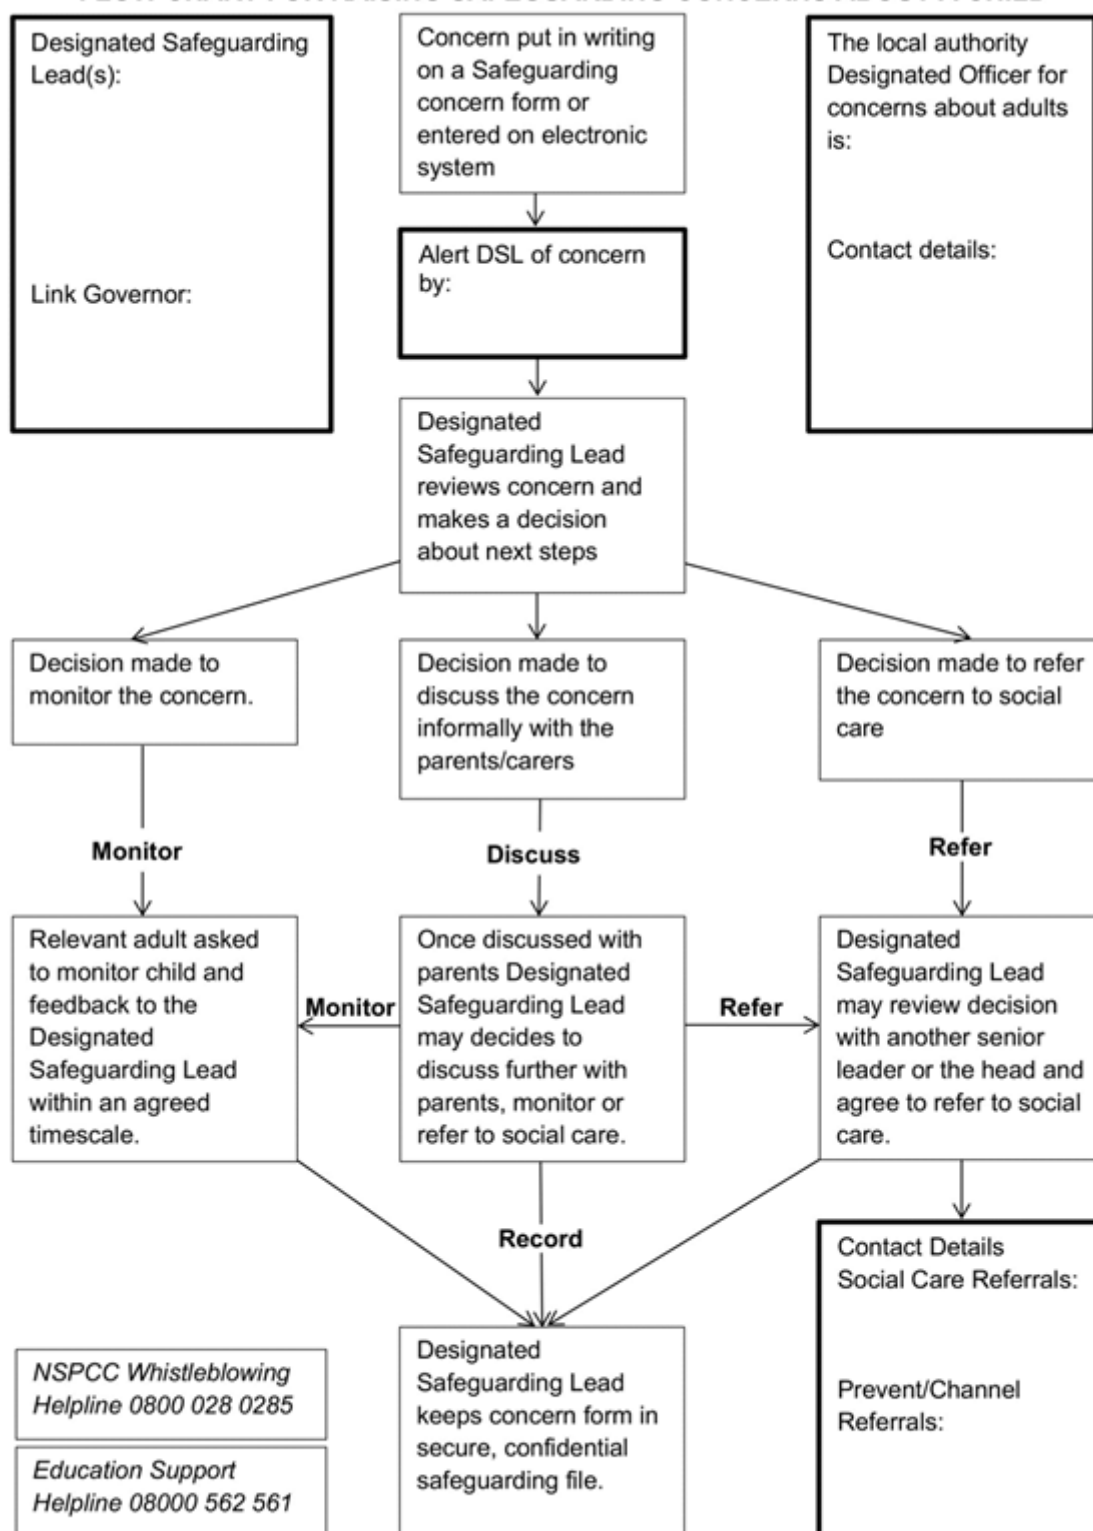 FLOW CHART FOR RAISING SAFEGUARDING CONCERNS ABOUT A CHILD
Designated Safeguarding
Lead(s):
Link Governor:
Concern put in writing
on a Safeguarding
concern form or
entered on electronic
system
The local authority
Designated Officer for
concerns about adults
is:
Contact details:
Alert DSL of concern
by:
Designated
Safeguarding Lead
reviews concern and
makes a decision
about next steps
Decision made to
monitor the concern.
Decision made to
discuss the concern
informally with the
parents/carers
Decision made to refer
the concern to social
care
Monitor
Discuss
Refer
Relevant adult asked
to monitor child and
feedback to the
Designated
Safeguarding Lead
within an agreed
timescale.
Monitor
Once discussed with
parents Designated
Safeguarding Lead
may decides to
discuss further with
parents, monitor or
refer to social care.
Refer
Designated
Safeguarding Lead
may review decision
with another senior
leader or the head and
agree to refer to social
care.
Record
Contact Details
Social Care Referrals:
Prevent/Channel
Referrals:
Designated
Safeguarding Lead
keeps concern form in
secure, confidential
safeguarding file.
NSPCC Whistleblowing
Helpline 0800 028 0285
Education Support
Helpline 08000 562 561